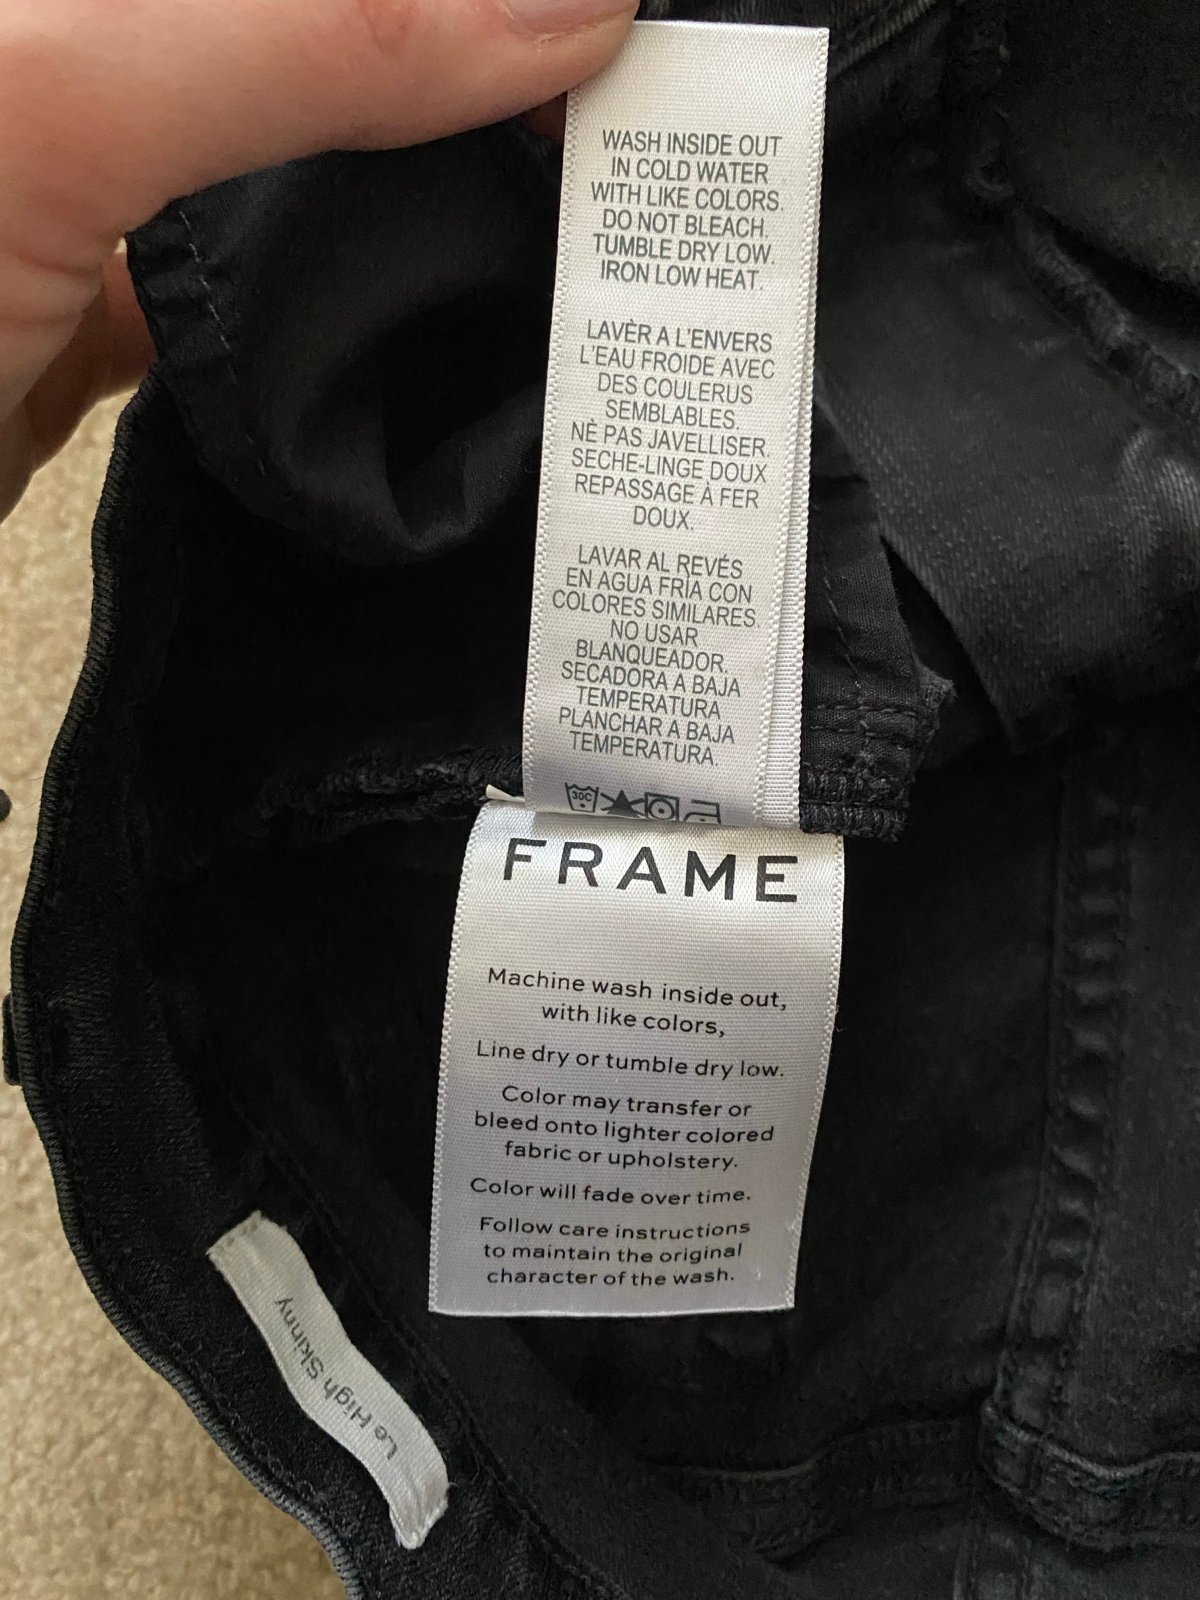 WASH INSIDE OUT
IN COLD WATER
WITH LIKE COLORS.
DO NOT BLEACH.
TUMBLE DRY LOW.
IRON LOW HEAT.
LAVÈR A L'ENVERS
L'EAU FROIDE AVEC
DES COULERUS
SEMBLABLES.
NÈ PAS JAVELLISER.
SECHE-LINGE DOUX
REPASSAGE À FER
DOUX.
LAVAR AL REVÉS
EN AGUA FRÍA CON
COLORES SIMILARES.
NO USAR
BLANQUEADOR.
SECADORA A BAJA
TEMPERATURA
PLANCHAR A BAJA
TEMPERATURA.
30C
FRAME
Machine wash inside out,
with like colors,
Line dry or tumble dry low.
Color may transfer or
bleed onto lighter colored
fabric or upholstery.
Color will fade over time.
Follow care instructions
to maintain the original
character of the wash.
Le High Skinny